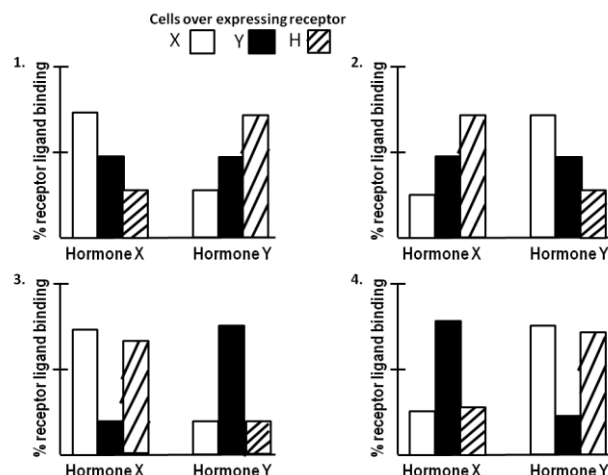 Cells over expressing receptor
X Y H
1.
% receptor ligand binding
Hormone X Hormone Y
2.
% receptor ligand binding
Hormone X Hormone Y
3.
% receptor ligand binding
Hormone X Hormone Y
4.
% receptor ligand binding
Hormone X Hormone Y